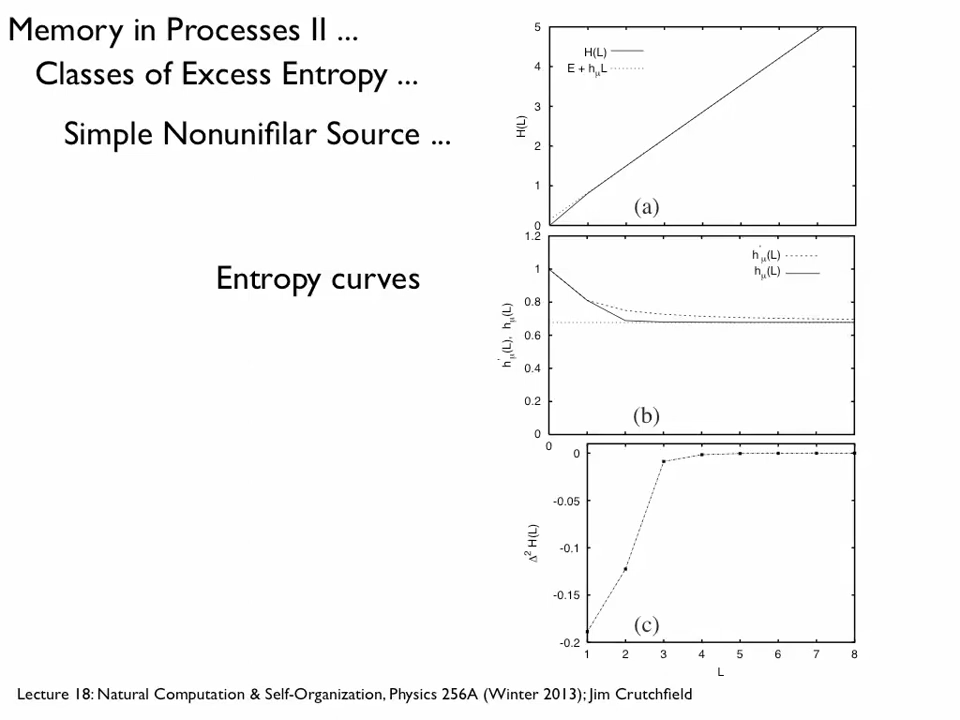 Memory in Processes II ...
Classes of Excess Entropy ...
Simple Nonunifilar Source ...
Entropy curves
5
4
3
2
1
0
H(L)
H(L)
E + hμL
(a)
1.2
1
0.8
0.6
0.4
0.2
0
h'μ(L), hμ(L)
h'μ(L)
hμ(L)
(b)
0
0
-0.05
-0.1
-0.15
-0.2
Δ² H(L)
(c)
1 2 3 4 5 6 7 8
L
Lecture 18: Natural Computation & Self-Organization, Physics 256A (Winter 2013); Jim Crutchfield